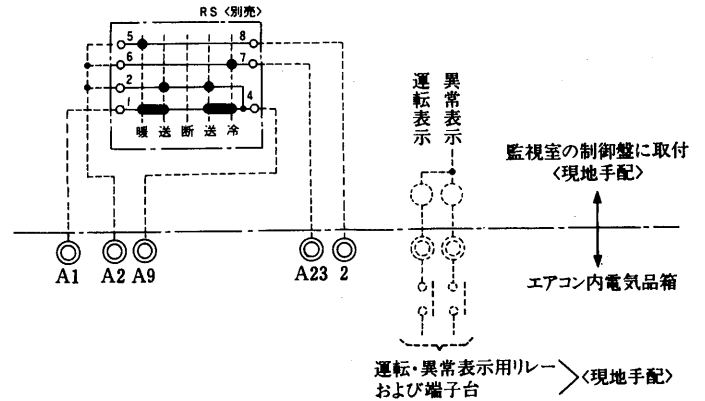 RS〈別売〉
5 8
6 7
2
1 4
暖 送 断 送 冷
運転表示
異常表示
監視室の制御盤に取付
〈現地手配〉
A1 A2 A9 A23 2
エアコン内電気品箱
運転・異常表示用リレー
および端子台
〈現地手配〉